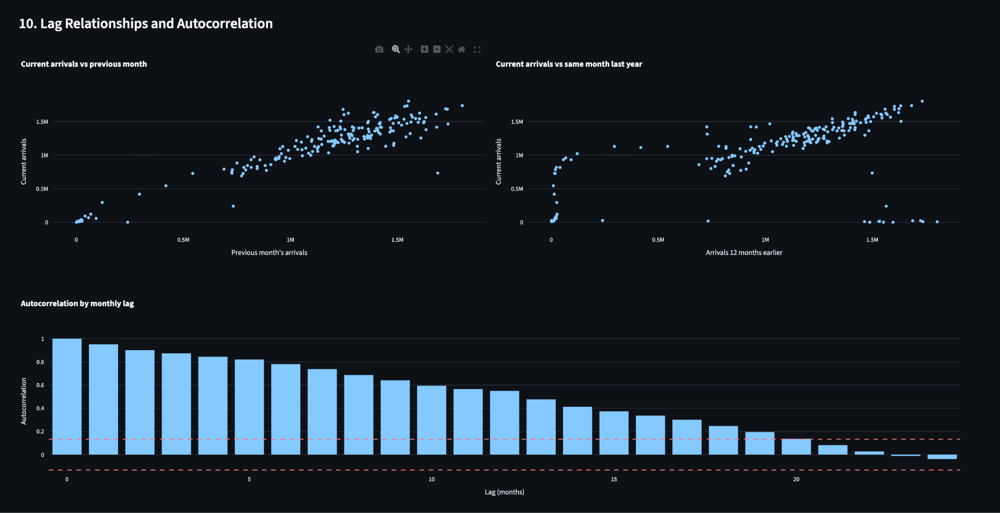 10. Lag Relationships and Autocorrelation
Current arrivals vs previous month
Current arrivals
1.5M
1M
0.5M
0
0
0.5M
1M
1.5M
Previous month's arrivals
Current arrivals vs same month last year
Current arrivals
1.5M
1M
0.5M
0
0
0.5M
1M
1.5M
Arrivals 12 months earlier
Autocorrelation by monthly lag
Autocorrelation
1
0.8
0.6
0.4
0.2
0
0
5
10
15
20
Lag (months)